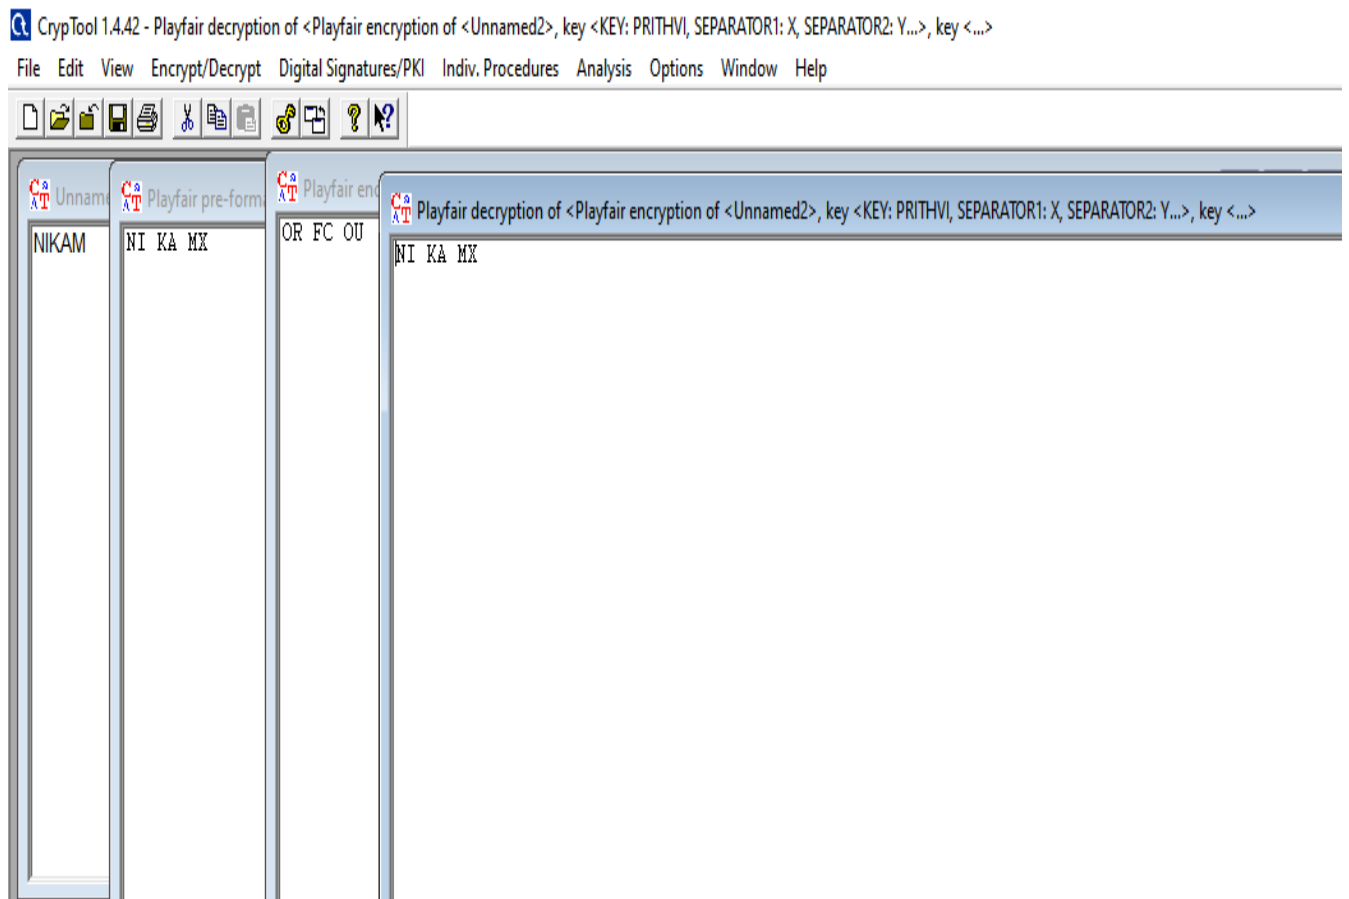 CrypTool 1.4.42 - Playfair decryption of <Playfair encryption of <Unnamed2>, key <KEY: PRITHVI, SEPARATOR1: X, SEPARATOR2: Y...>, key <...>
File Edit View Encrypt/Decrypt Digital Signatures/PKI Indiv. Procedures Analysis Options Window Help
Unname
Playfair pre-forma
Playfair enc
Playfair decryption of <Playfair encryption of <Unnamed2>, key <KEY: PRITHVI, SEPARATOR1: X, SEPARATOR2: Y...>, key <...>
NIKAM
NI KA MX
OR FC OU
NI KA MX